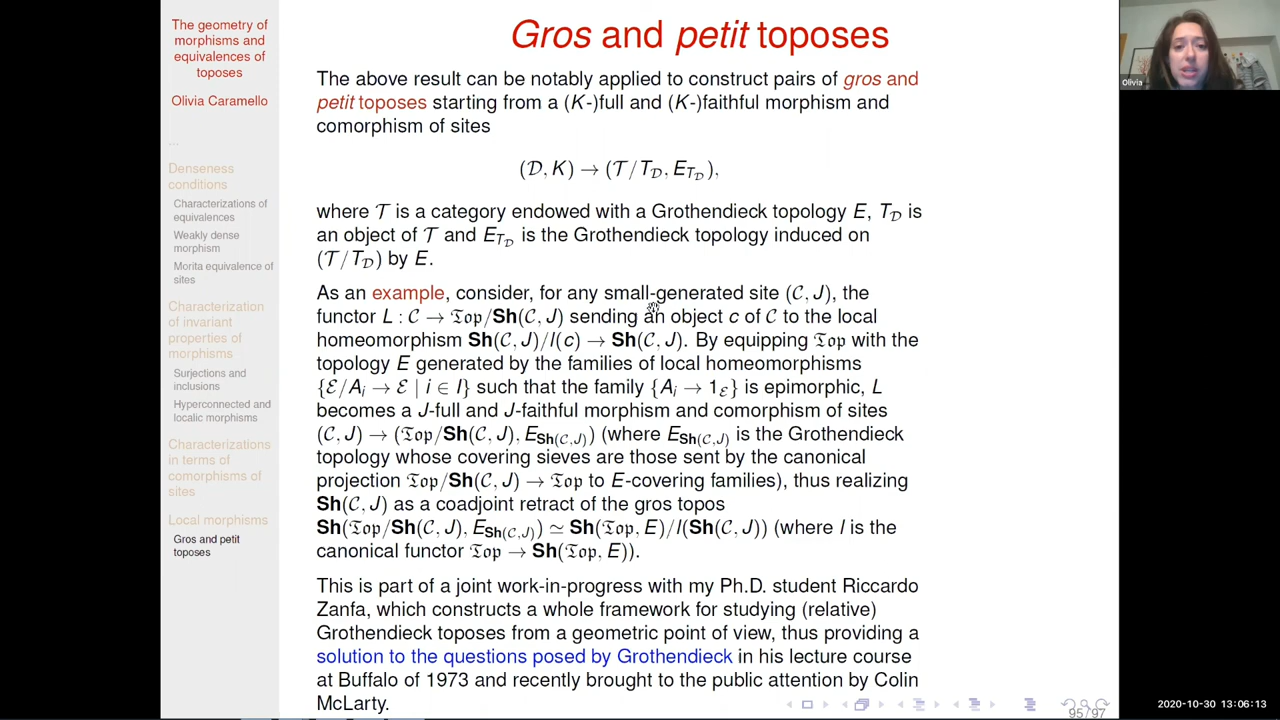 The geometry of
morphisms and
equivalences of
toposes
Olivia Caramello
...
Denseness
conditions
Characterizations of
equivalences
Weakly dense
morphism
Morita equivalence of
sites
Characterization
of invariant
properties of
morphisms
Surjections and
inclusions
Hyperconnected and
localic morphisms
Characterizations
in terms of
comorphisms of
sites
Local morphisms
Gros and petit
toposes
Gros and petit toposes
The above result can be notably applied to construct pairs of gros and
petit toposes starting from a (K-)full and (K-)faithful morphism and
comorphism of sites
(𝒟, K) → (𝒯/T_𝒟, E_{T_𝒟}),
where 𝒯 is a category endowed with a Grothendieck topology E, T_𝒟 is
an object of 𝒯 and E_{T_𝒟} is the Grothendieck topology induced on
(𝒯/T_𝒟) by E.
As an example, consider, for any small-generated site (𝒞, J), the
functor L : 𝒞 → 𝔗𝔬𝔭/Sh(𝒞, J) sending an object c of 𝒞 to the local
homeomorphism Sh(𝒞, J)/l(c) → Sh(𝒞, J). By equipping 𝔗𝔬𝔭 with the
topology E generated by the families of local homeomorphisms
{ℰ/A_i → ℰ | i ∈ I} such that the family {A_i → 1_ℰ} is epimorphic, L
becomes a J-full and J-faithful morphism and comorphism of sites
(𝒞, J) → (𝔗𝔬𝔭/Sh(𝒞, J), E_{Sh(𝒞,J)}) (where E_{Sh(𝒞,J)} is the Grothendieck
topology whose covering sieves are those sent by the canonical
projection 𝔗𝔬𝔭/Sh(𝒞, J) → 𝔗𝔬𝔭 to E-covering families), thus realizing
Sh(𝒞, J) as a coadjoint retract of the gros topos
Sh(𝔗𝔬𝔭/Sh(𝒞, J), E_{Sh(𝒞,J)}) ≃ Sh(𝔗𝔬𝔭, E)/l(Sh(𝒞, J)) (where l is the
canonical functor 𝔗𝔬𝔭 → Sh(𝔗𝔬𝔭, E)).
This is part of a joint work-in-progress with my Ph.D. student Riccardo
Zanfa, which constructs a whole framework for studying (relative)
Grothendieck toposes from a geometric point of view, thus providing a
solution to the questions posed by Grothendieck in his lecture course
at Buffalo of 1973 and recently brought to the public attention by Colin
McLarty.
95/97
Olivia
2020-10-30 13:06:13